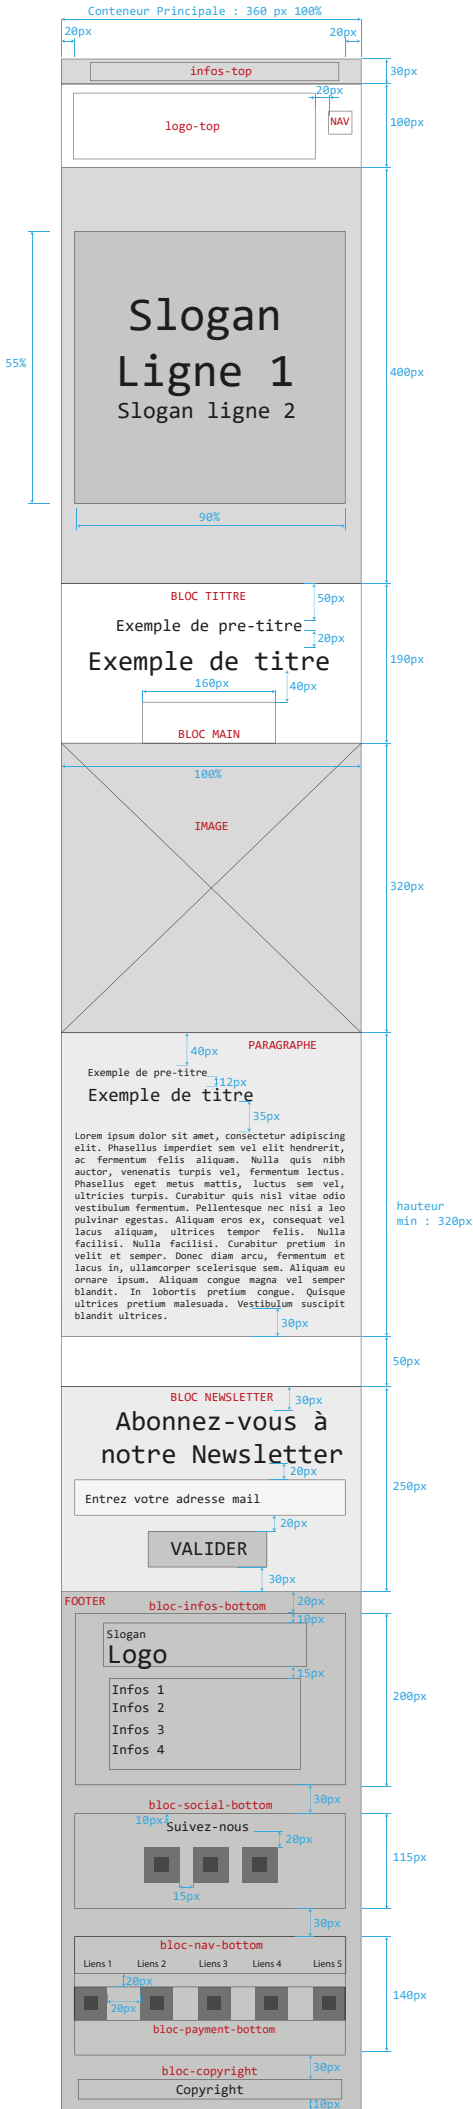 Conteneur Principale : 360 px 100%
20px
20px
infos-top
30px
20px
logo-top
NAV
100px
Slogan
Ligne 1
Slogan ligne 2
55%
400px
90%
BLOC TITTRE
50px
Exemple de pre-titre
20px
Exemple de titre
190px
160px
40px
BLOC MAIN
100%
IMAGE
320px
PARAGRAPHE
40px
Exemple de pre-titre
12px
Exemple de titre
35px
Lorem ipsum dolor sit amet, consectetur adipiscing
elit. Phasellus imperdiet sem vel elit hendrerit,
ac fermentum felis aliquam. Nulla quis nibh
auctor, venenatis turpis vel, fermentum lectus.
Phasellus eget metus mattis, luctus sem vel,
ultricies turpis. Curabitur quis nisl vitae odio
vestibulum fermentum. Pellentesque nec nisi a leo
pulvinar egestas. Aliquam eros ex, consequat vel
lacus aliquam, ultrices tempor felis. Nulla
facilisi. Nulla facilisi. Curabitur pretium in
velit et semper. Donec diam arcu, fermentum et
lacus in, ullamcorper scelerisque sem. Aliquam eu
ornare ipsum. Aliquam congue magna vel semper
blandit. In lobortis pretium congue. Quisque
ultrices pretium malesuada. Vestibulum suscipit
blandit ultrices.
hauteur
min : 320px
30px
50px
BLOC NEWSLETTER
30px
Abonnez-vous à
notre Newsletter
20px
250px
Entrez votre adresse mail
20px
VALIDER
30px
FOOTER
20px
bloc-infos-bottom
10px
Slogan
Logo
15px
Infos 1
Infos 2
Infos 3
Infos 4
200px
30px
bloc-social-bottom
10px
Suivez-nous
20px
115px
15px
30px
bloc-nav-bottom
Liens 1 Liens 2 Liens 3 Liens 4 Liens 5
20px
140px
20px
bloc-payment-bottom
30px
bloc-copyright
Copyright
10px